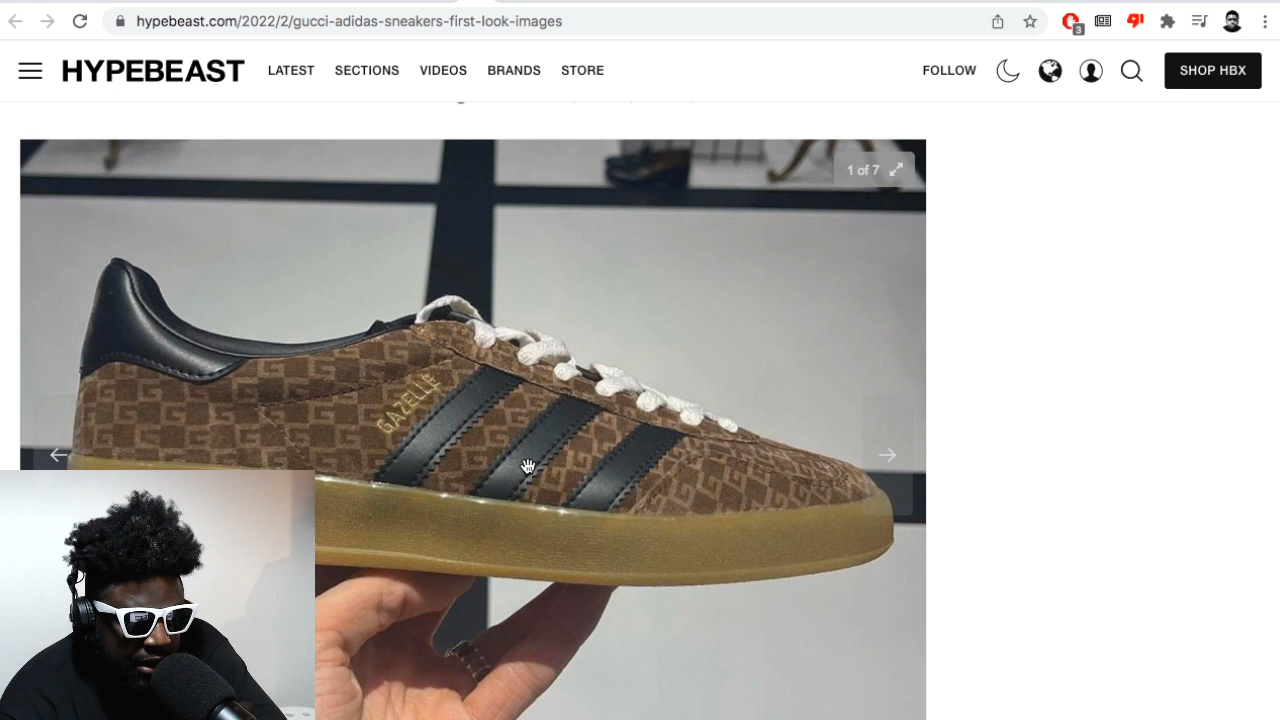 hypebeast.com/2022/2/gucci-adidas-sneakers-first-look-images
3
HYPEBEAST LATEST SECTIONS VIDEOS BRANDS STORE FOLLOW SHOP HBX
1 of 7
GAZELLE